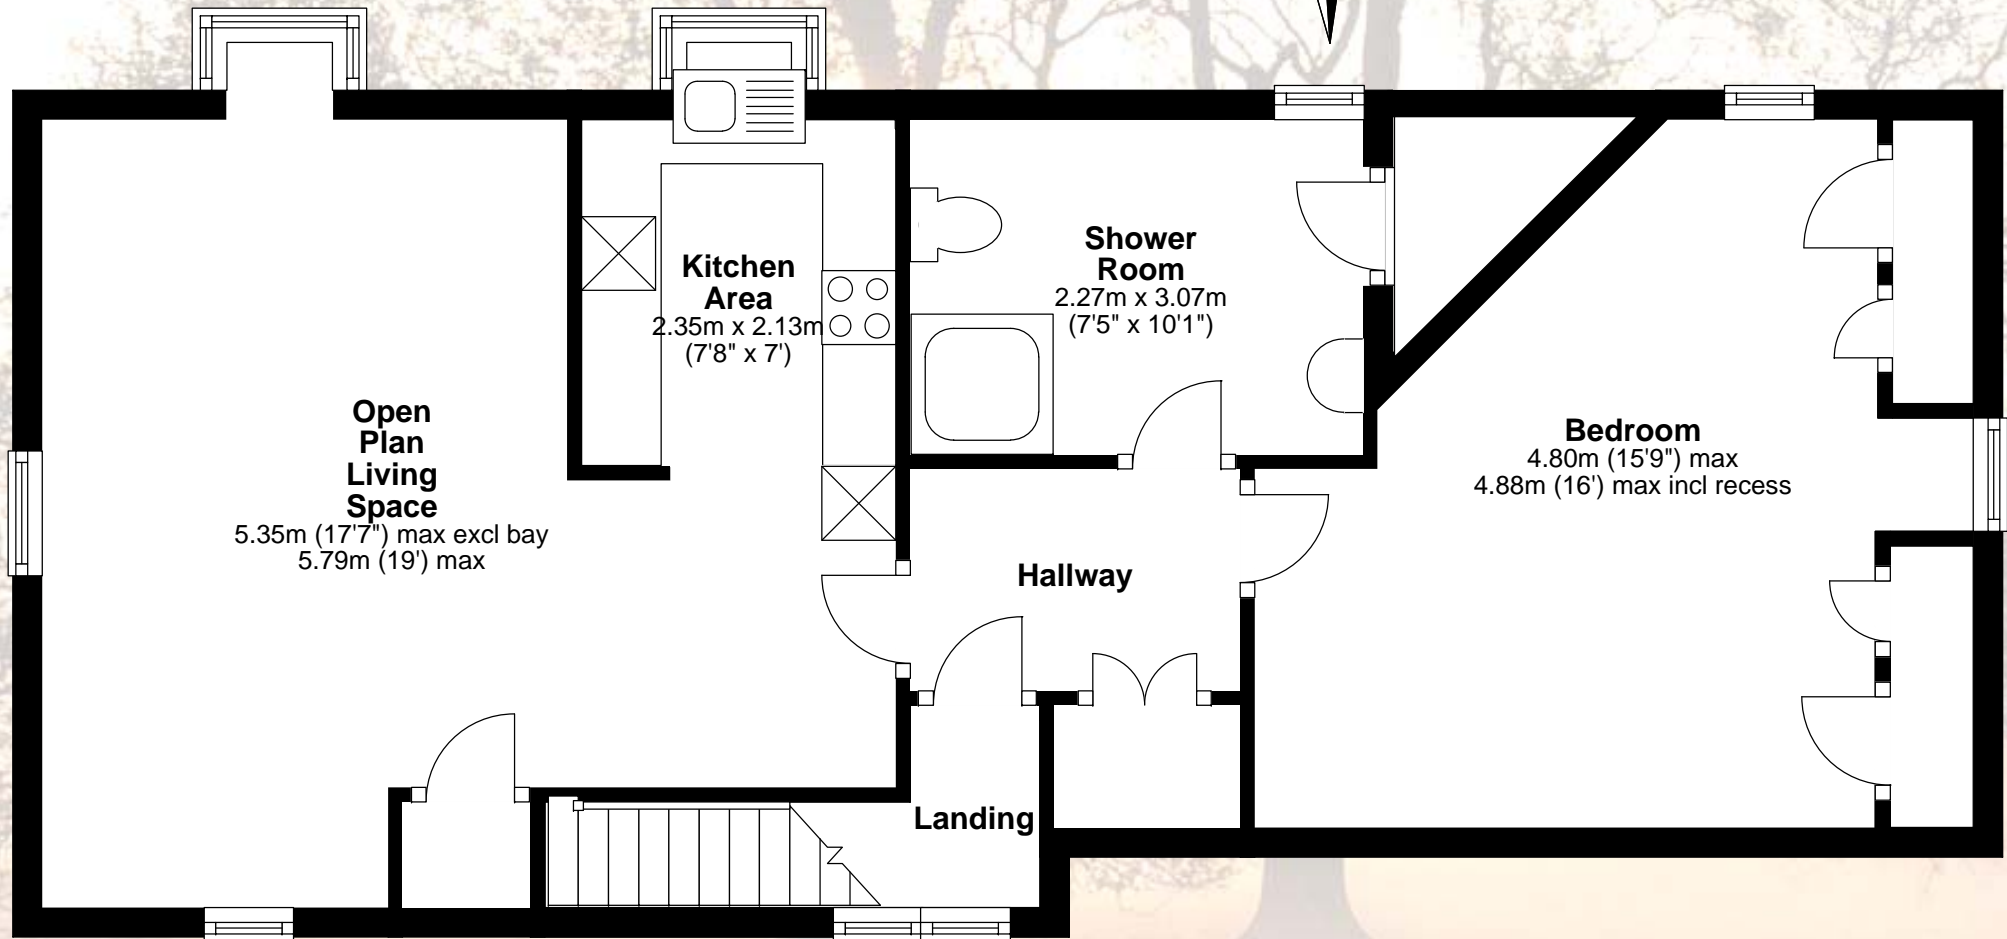 Open
Plan
Living
Space
5.35m (17'7") max excl bay
5.79m (19') max
Kitchen
Area
2.35m x 2.13m
(7'8" x 7')
Shower
Room
2.27m x 3.07m
(7'5" x 10'1")
Bedroom
4.80m (15'9") max
4.88m (16') max incl recess
Hallway
Landing